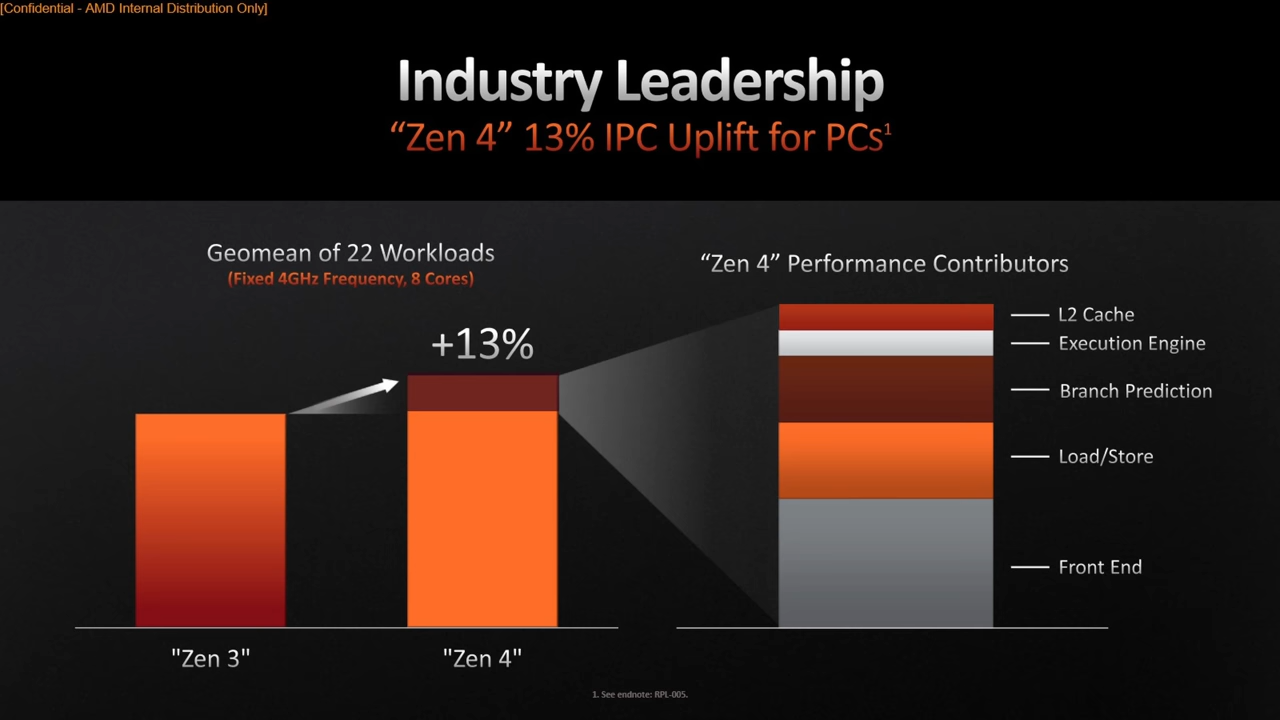 [Confidential - AMD Internal Distribution Only]
Industry Leadership
“Zen 4” 13% IPC Uplift for PCs¹
Geomean of 22 Workloads
(Fixed 4GHz Frequency, 8 Cores)
+13%
"Zen 3"
"Zen 4"
“Zen 4” Performance Contributors
L2 Cache
Execution Engine
Branch Prediction
Load/Store
Front End
1. See endnote: RPL-005.